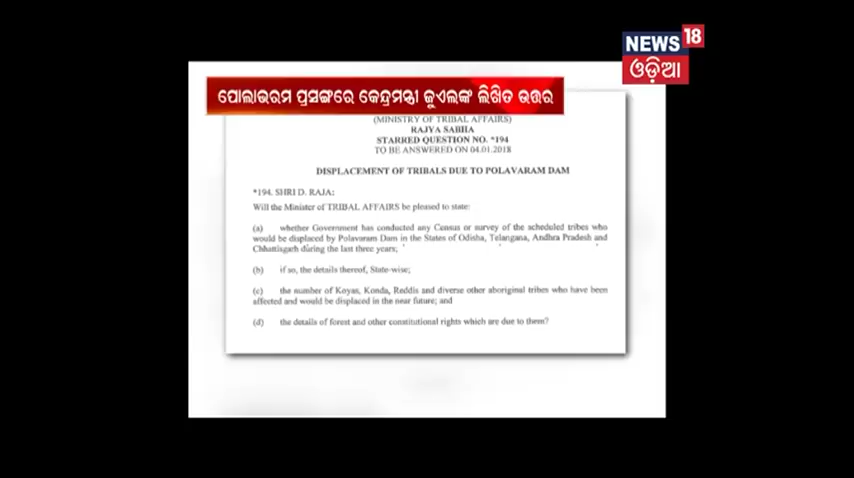 NEWS 18
ଓଡ଼ିଆ
ପୋଲାଭରମ ପ୍ରସଙ୍ଗରେ କେନ୍ଦ୍ରମନ୍ତ୍ରୀ ଜୁଏଲଙ୍କ ଲିଖିତ ଉତ୍ତର
(MINISTRY OF TRIBAL AFFAIRS)
RAJYA SABHA
STARRED QUESTION NO. *194
TO BE ANSWERED ON 04.01.2018
DISPLACEMENT OF TRIBALS DUE TO POLAVARAM DAM
*194. SHRI D. RAJA:
Will the Minister of TRIBAL AFFAIRS be pleased to state:
(a) whether Government has conducted any Census or survey of the scheduled tribes who
would be displaced by Polavaram Dam in the States of Odisha, Telangana, Andhra Pradesh and
Chhattisgarh during the last three years;
(b) if so, the details thereof, State-wise;
(c) the number of Koyas, Konda, Reddis and diverse other aboriginal tribes who have been
affected and would be displaced in the near future; and
(d) the details of forest and other constitutional rights which are due to them?